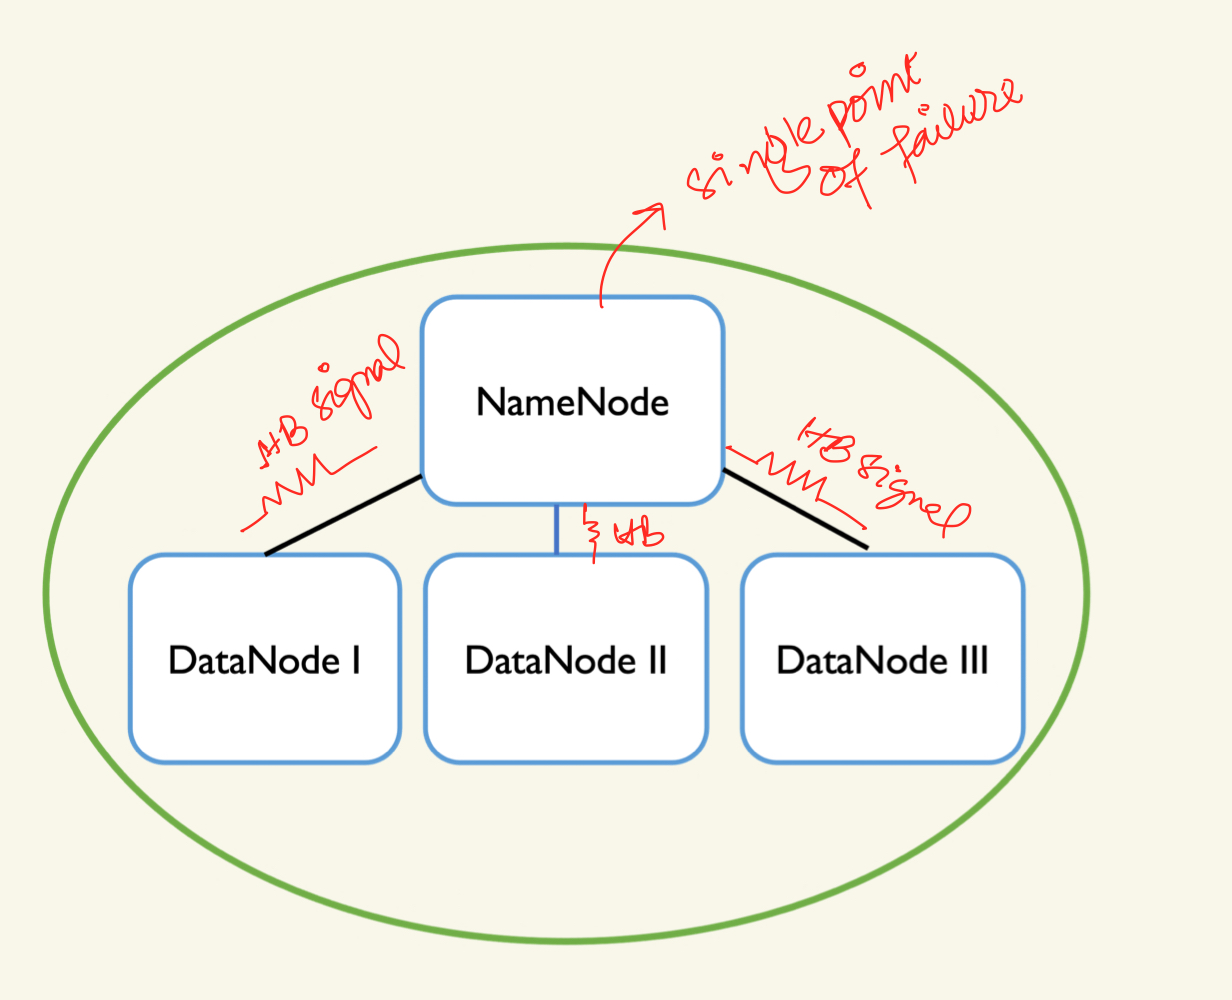 single point
of failure
HB signal
NameNode
HB signal
HB
DataNode I
DataNode II
DataNode III